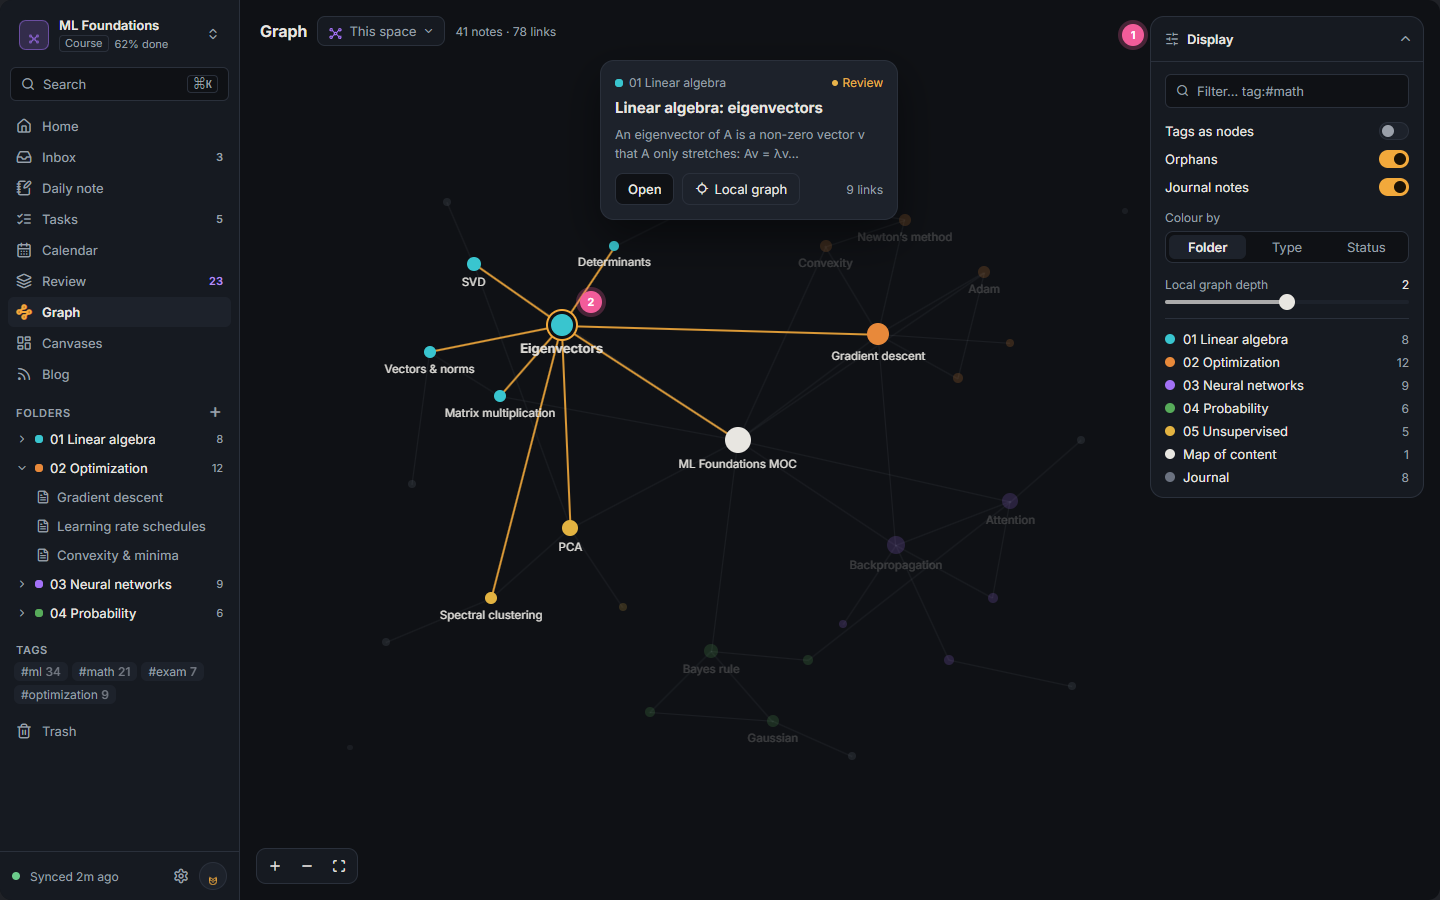 ML Foundations
Course 62% done
Search ⌘K
Home
Inbox 3
Daily note
Tasks 5
Calendar
Review 23
Graph
Canvases
Blog
FOLDERS
01 Linear algebra 8
02 Optimization 12
Gradient descent
Learning rate schedules
Convexity & minima
03 Neural networks 9
04 Probability 6
TAGS
#ml 34 #math 21 #exam 7
#optimization 9
Trash
Synced 2m ago
Graph This space 41 notes · 78 links
01 Linear algebra Review
Linear algebra: eigenvectors
An eigenvector of A is a non-zero vector v
that A only stretches: Av = λv...
Open Local graph 9 links
Newton's method
Determinants
Convexity
SVD
Adam
2
Eigenvectors
Gradient descent
Vectors & norms
Matrix multiplication
ML Foundations MOC
Attention
PCA
Backpropagation
Spectral clustering
Bayes rule
Gaussian
1
Display
Filter... tag:#math
Tags as nodes
Orphans
Journal notes
Colour by
Folder Type Status
Local graph depth 2
01 Linear algebra 8
02 Optimization 12
03 Neural networks 9
04 Probability 6
05 Unsupervised 5
Map of content 1
Journal 8